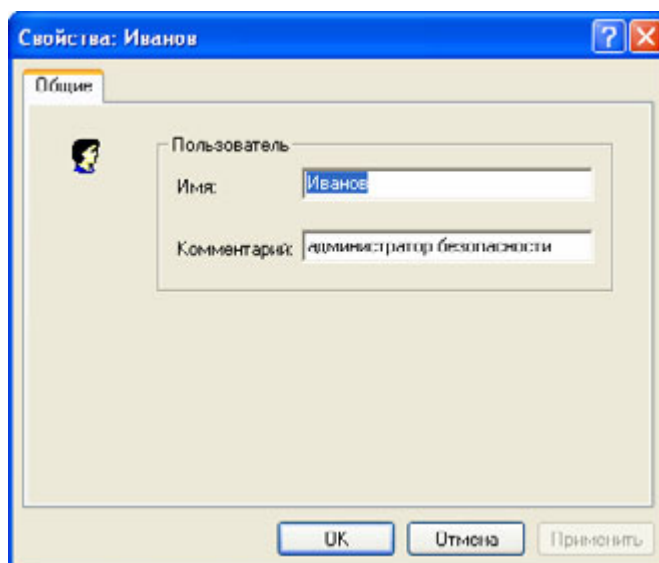 Свойства: Иванов
Общие
Пользователь
Имя: Иванов
Комментарий: администратор безопасности
OK Отмена Применить